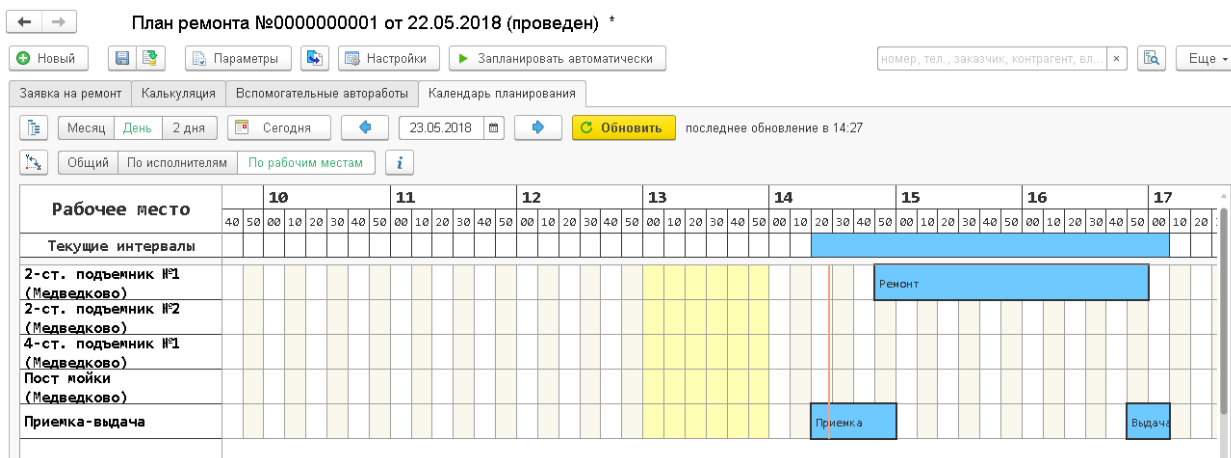 План ремонта №0000000001 от 22.05.2018 (проведен) *
Новый Параметры Настройки Запланировать автоматически номер, тел., заказчик, контрагент, вл... × Еще
Заявка на ремонт Калькуляция Вспомогательные автоработы Календарь планирования
Месяц День 2 дня Сегодня 23.05.2018 Обновить последнее обновление в 14:27
Общий По исполнителям По рабочим местам i
Рабочее место 10 11 12 13 14 15 16 17
40 50 00 10 20 30 40 50 00 10 20 30 40 50 00 10 20 30 40 50 00 10 20 30 40 50 00 10 20 30 40 50 00 10 20 30 40 50 00 10 20 30 40 50 00 10 20
Текущие интервалы
2-ст. подъемник №1
(Медведково)
Ремонт
2-ст. подъемник №2
(Медведково)
4-ст. подъемник №1
(Медведково)
Пост мойки
(Медведково)
Приемка-выдача Приемка Выдача